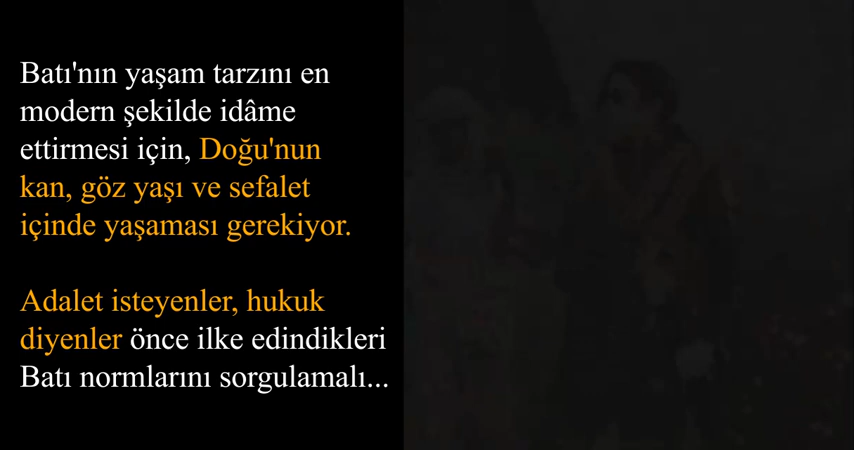 Batı'nın yaşam tarzını en
modern şekilde idâme
ettirmesi için, Doğu'nun
kan, göz yaşı ve sefalet
içinde yaşaması gerekiyor.
Adalet isteyenler, hukuk
diyenler önce ilke edindikleri
Batı normlarını sorgulamalı...